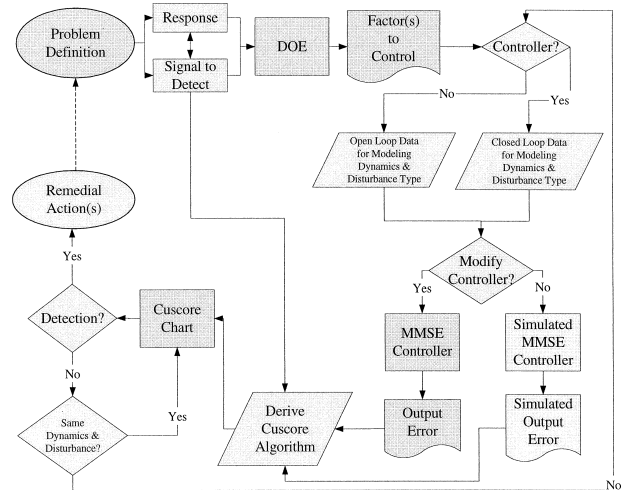 Problem
Definition
Response
Signal to
Detect
DOE
Factor(s)
to
Control
Controller?
No
Yes
Open Loop Data
for Modeling
Dynamics &
Disturbance Type
Closed Loop Data
for Modeling
Dynamics &
Disturbance Type
Remedial
Action(s)
Yes
Modify
Controller?
Yes
No
Detection?
Cuscore
Chart
MMSE
Controller
Simulated
MMSE
Controller
No
Yes
Same
Dynamics &
Disturbance?
Derive
Cuscore
Algorithm
Output
Error
Simulated
Output
Error
No